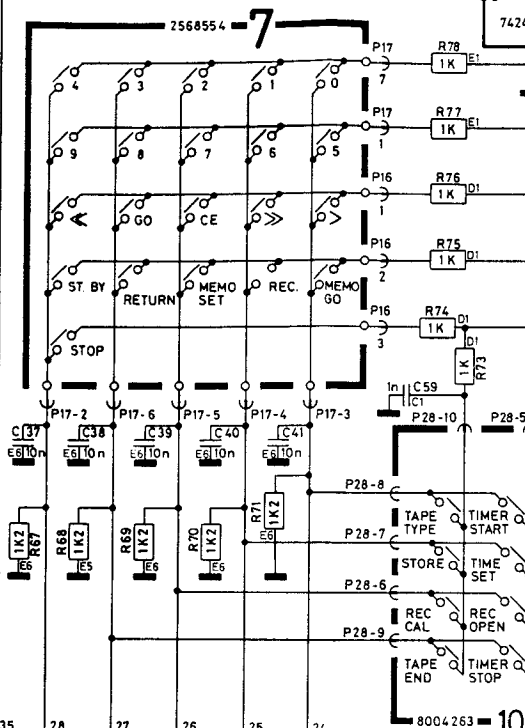 2568554 7
7424
P17 R78
1K E1
4 3 2 1 0 7
P17 R77
1K E1
9 8 7 6 5 1
P16 R76
1K D1
≪ GO CE ≫ > 1
P16 R75
1K D1
ST. BY RETURN MEMO SET REC. MEMO GO 2
P16 R74
1K D1
STOP 3
D1
1K R73
1n C59
C1
P17-2 P17-6 P17-5 P17-4 P17-3
P28-10 P28-5
C37 C38 C39 C40 C41
E6 10n E6 10n E6 10n E6 10n E6 10n
P28-8
R67 1K2 E6
R68 1K2 E5
R69 1K2 E6
R70 1K2 E6
R71 1K2 E6
TAPE TYPE TIMER START
P28-7
STORE TIME SET
P28-6
REC CAL REC OPEN
P28-9
TAPE END TIMER STOP
35 28 27 26 25
8004263 10